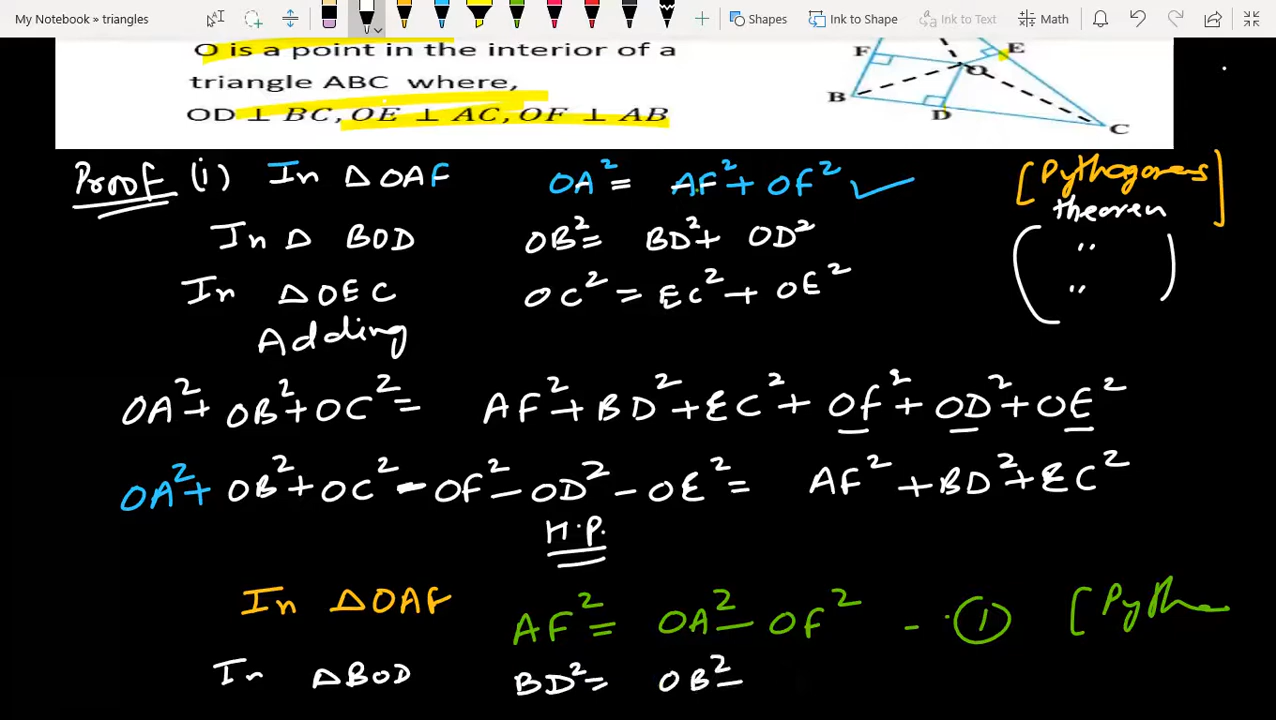 My Notebook » triangles
Shapes
Ink to Shape
Ink to Text
Math
O is a point in the interior of a
triangle ABC where,
OD ⊥ BC, OE ⊥ AC, OF ⊥ AB
F
E
O
B
D
C
Proof (i) In △OAF OA² = AF² + OF² ✓ [Pythagoras
theoren ]
In △ BOD OB² = BD² + OD² ( "
In △OEC OC² = EC² + OE² " )
Adding
OA² + OB² + OC² = AF² + BD² + EC² + OF² + OD² + OE²
OA² + OB² + OC² - OF² - OD² - OE² = AF² + BD² + EC²
H.P.
In △OAF AF² = OA² - OF² - ① [Pytha
In △BOD BD² = OB² -